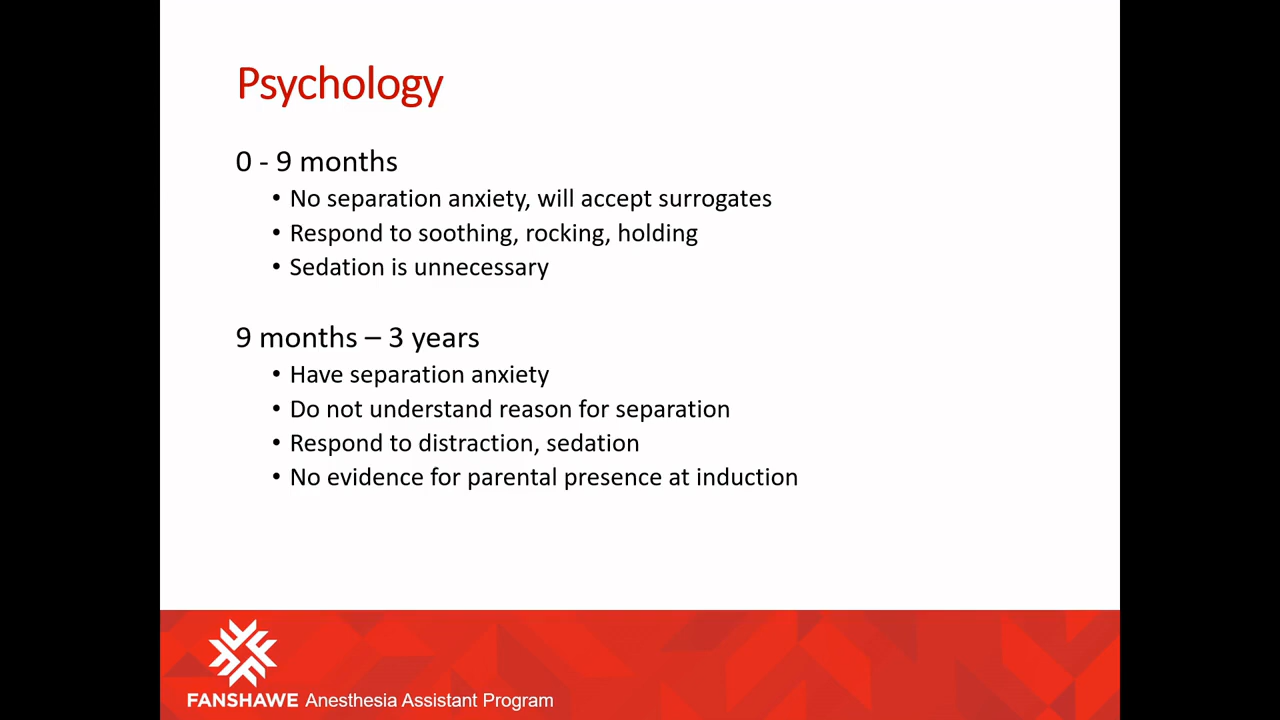 Psychology
0 - 9 months
• No separation anxiety, will accept surrogates
• Respond to soothing, rocking, holding
• Sedation is unnecessary
9 months – 3 years
• Have separation anxiety
• Do not understand reason for separation
• Respond to distraction, sedation
• No evidence for parental presence at induction
FANSHAWE Anesthesia Assistant Program